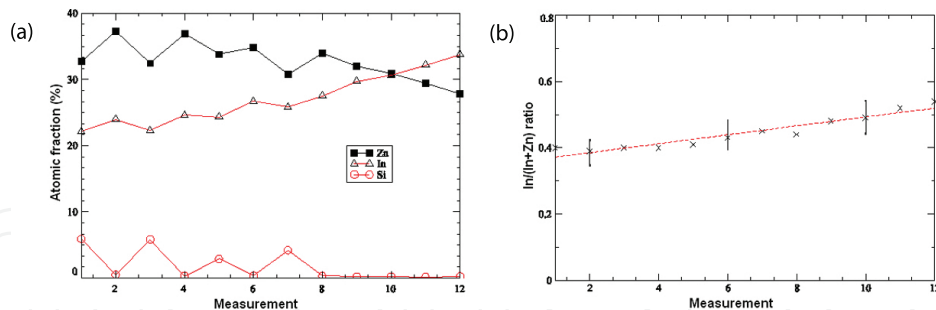 (a)
Atomic fraction (%)
40
30
20
10
0
Zn
In
Si
2
4
6
8
10
12
Measurement
(b)
In/(In+Zn) ratio
0.8
0.6
0.4
0.2
0
2
4
6
8
10
12
Measurement